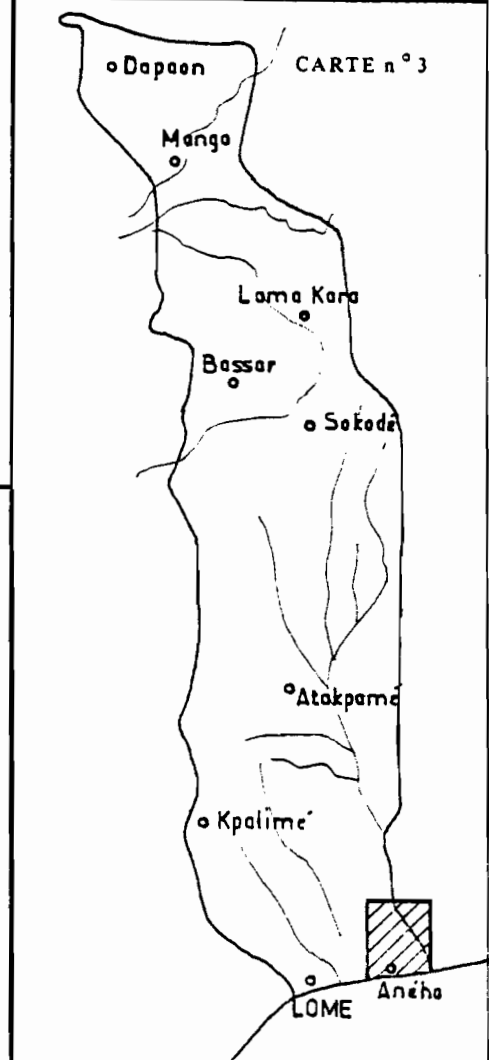 CARTE n° 3
Dapaon
Mango
Lama Kara
Bassar
Sokodé
Atakpamé
Kpalimé
Aného
LOME